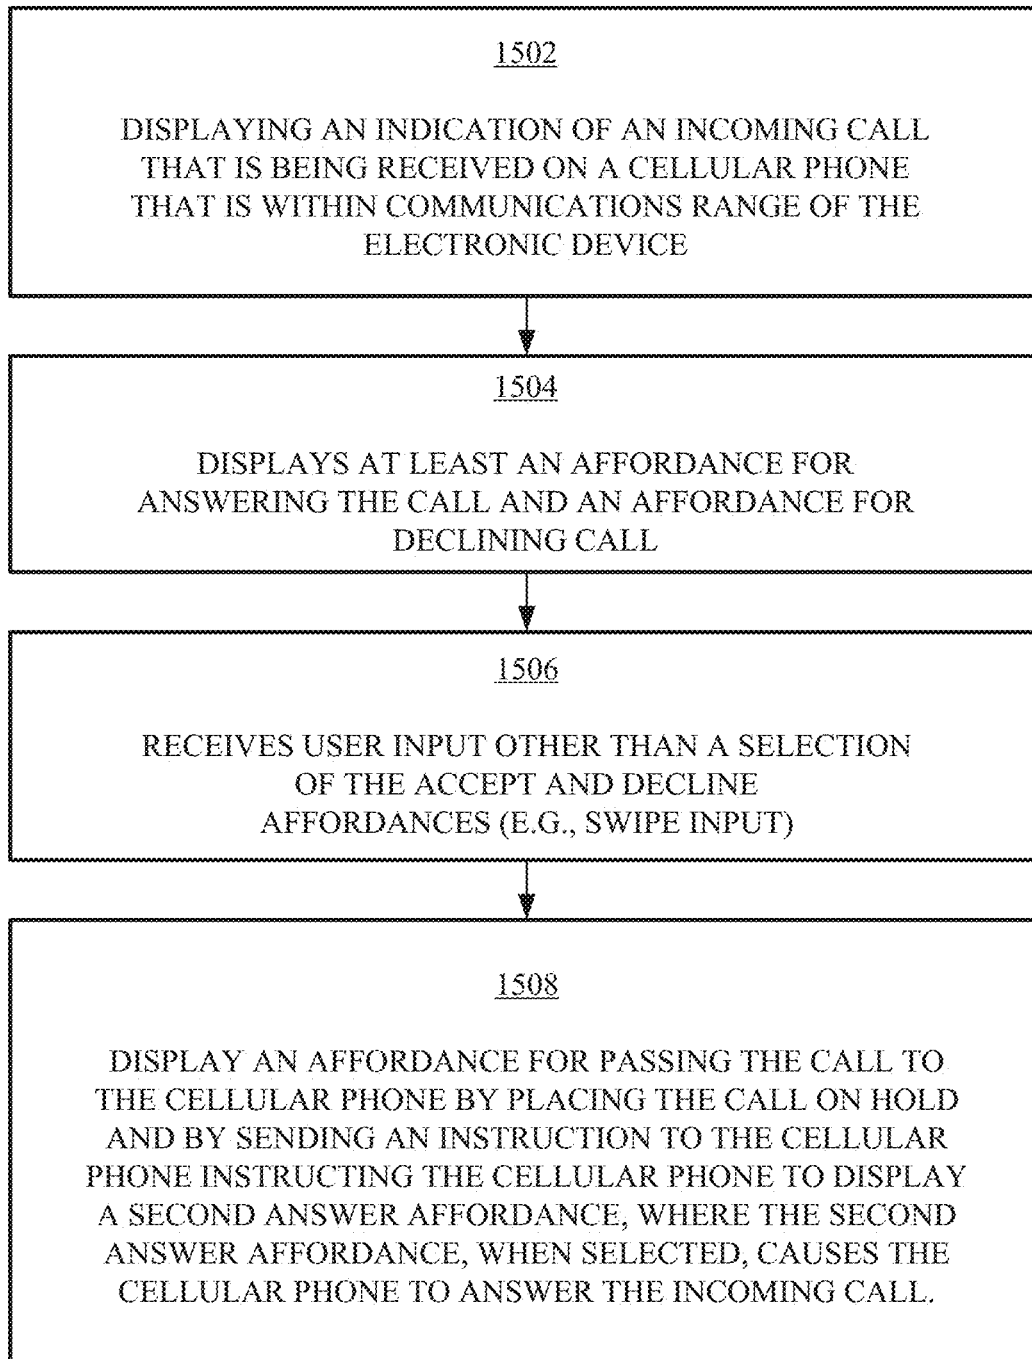 1502
DISPLAYING AN INDICATION OF AN INCOMING CALL
THAT IS BEING RECEIVED ON A CELLULAR PHONE
THAT IS WITHIN COMMUNICATIONS RANGE OF THE
ELECTRONIC DEVICE
1504
DISPLAYS AT LEAST AN AFFORDANCE FOR
ANSWERING THE CALL AND AN AFFORDANCE FOR
DECLINING CALL
1506
RECEIVES USER INPUT OTHER THAN A SELECTION
OF THE ACCEPT AND DECLINE
AFFORDANCES (E.G., SWIPE INPUT)
1508
DISPLAY AN AFFORDANCE FOR PASSING THE CALL TO
THE CELLULAR PHONE BY PLACING THE CALL ON HOLD
AND BY SENDING AN INSTRUCTION TO THE CELLULAR
PHONE INSTRUCTING THE CELLULAR PHONE TO DISPLAY
A SECOND ANSWER AFFORDANCE, WHERE THE SECOND
ANSWER AFFORDANCE, WHEN SELECTED, CAUSES THE
CELLULAR PHONE TO ANSWER THE INCOMING CALL.